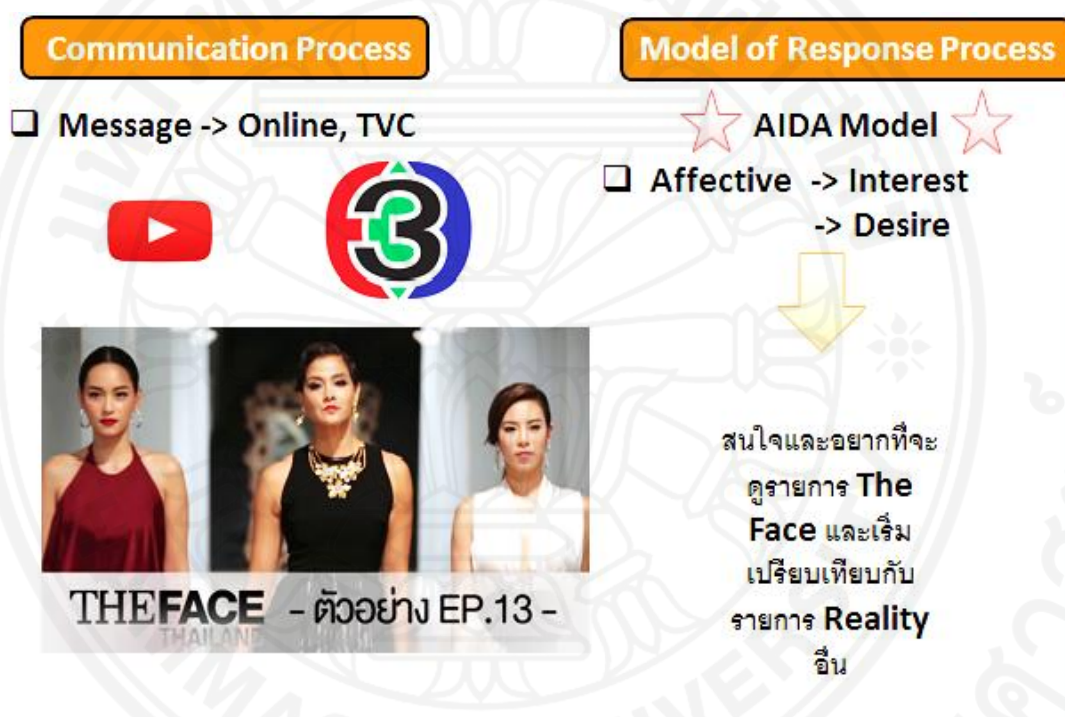 Communication Process
Message -> Online, TVC
3
THEFACE - ตัวอย่าง EP.13 -
THAILAND
Model of Response Process
AIDA Model
Affective -> Interest
-> Desire
สนใจและอยากที่จะ
ดูรายการ The
Face และเริ่ม
เปรียบเทียบกับ
รายการ Reality
อื่น